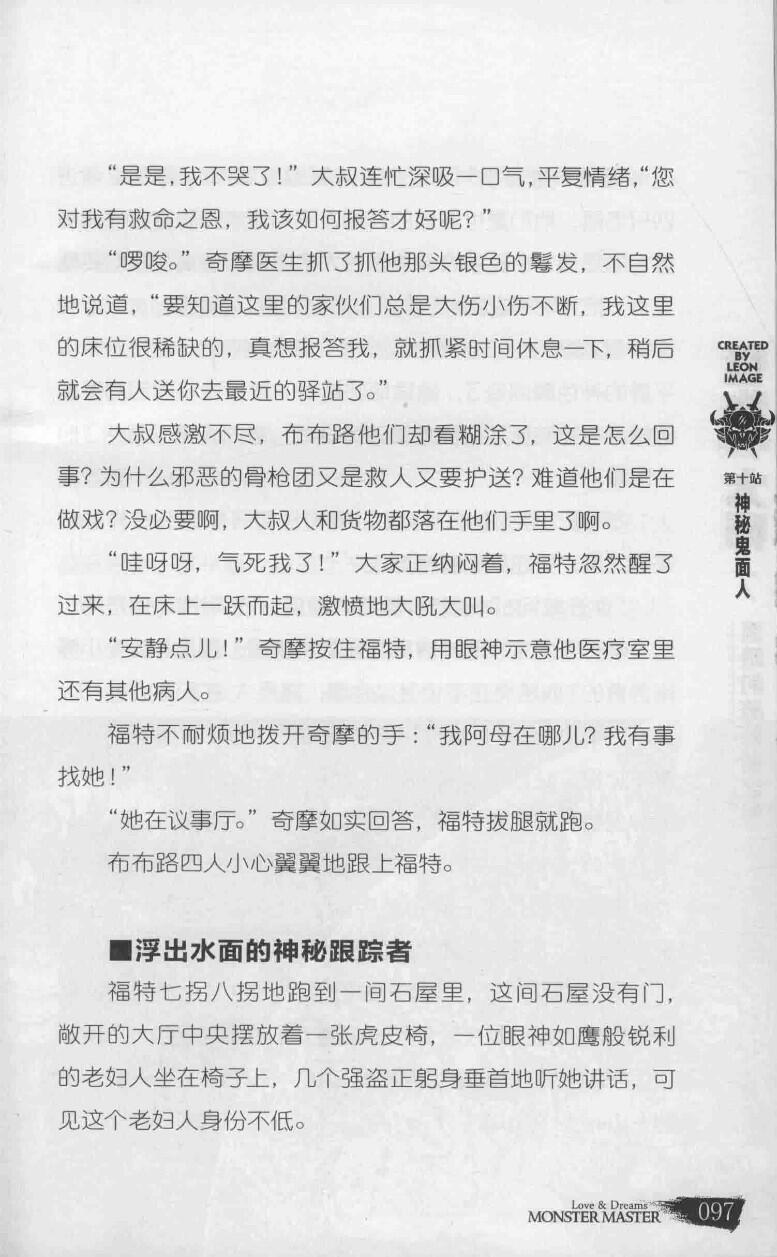 “是是，我不哭了！”大叔连忙深吸一口气，平复情绪，“您
对我有救命之恩，我该如何报答才好呢？”
“啰唆。”奇摩医生抓了抓他那头银色的鬈发，不自然
地说道，“要知道这里的家伙们总是大伤小伤不断，我这里
的床位很稀缺的，真想报答我，就抓紧时间休息一下，稍后
就会有人送你去最近的驿站了。”
大叔感激不尽，布布路他们却看糊涂了，这是怎么回
事？为什么邪恶的骨枪团又是救人又要护送？难道他们是在
做戏？没必要啊，大叔人和货物都落在他们手里了啊。
“哇呀呀，气死我了！”大家正纳闷着，福特忽然醒了
过来，在床上一跃而起，激愤地大吼大叫。
“安静点儿！”奇摩按住福特，用眼神示意他医疗室里
还有其他病人。
福特不耐烦地拨开奇摩的手：“我阿母在哪儿？我有事
找她！”
“她在议事厅。”奇摩如实回答，福特拔腿就跑。
布布路四人小心翼翼地跟上福特。
■浮出水面的神秘跟踪者
福特七拐八拐地跑到一间石屋里，这间石屋没有门，
敞开的大厅中央摆放着一张虎皮椅，一位眼神如鹰般锐利
的老妇人坐在椅子上，几个强盗正躬身垂首地听她讲话，可
见这个老妇人身份不低。
CREATED
BY
LEON
IMAGE
第十站
神秘鬼面人
Love & Dreams
MONSTER MASTER
097